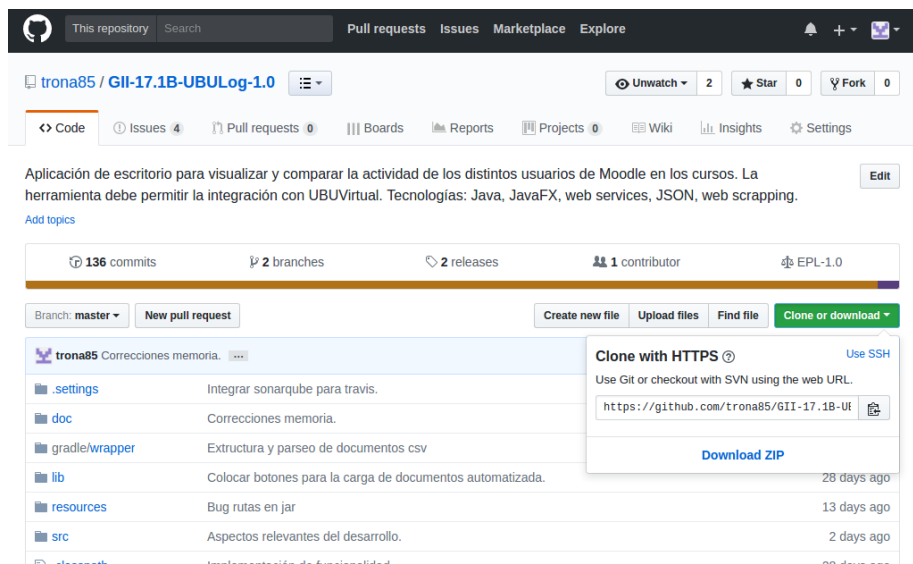 This repository Search Pull requests Issues Marketplace Explore
trona85 / GII-17.1B-UBULog-1.0 Unwatch 2 Star 0 Fork 0
Code Issues 4 Pull requests 0 Boards Reports Projects 0 Wiki Insights Settings
Aplicación de escritorio para visualizar y comparar la actividad de los distintos usuarios de Moodle en los cursos. La Edit
herramienta debe permitir la integración con UBUVirtual. Tecnologías: Java, JavaFX, web services, JSON, web scrapping.
Add topics
136 commits 2 branches 2 releases 1 contributor EPL-1.0
Branch: master New pull request Create new file Upload files Find file Clone or download
trona85 Correcciones memoria. ...
Clone with HTTPS Use SSH
Use Git or checkout with SVN using the web URL.
https://github.com/trona85/GII-17.1B-UB
Download ZIP
.settings Integrar sonarqube para travis.
doc Correcciones memoria.
gradle/wrapper Extructura y parseo de documentos csv
lib Colocar botones para la carga de documentos automatizada. 28 days ago
resources Bug rutas en jar 13 days ago
src Aspectos relevantes del desarrollo. 2 days ago